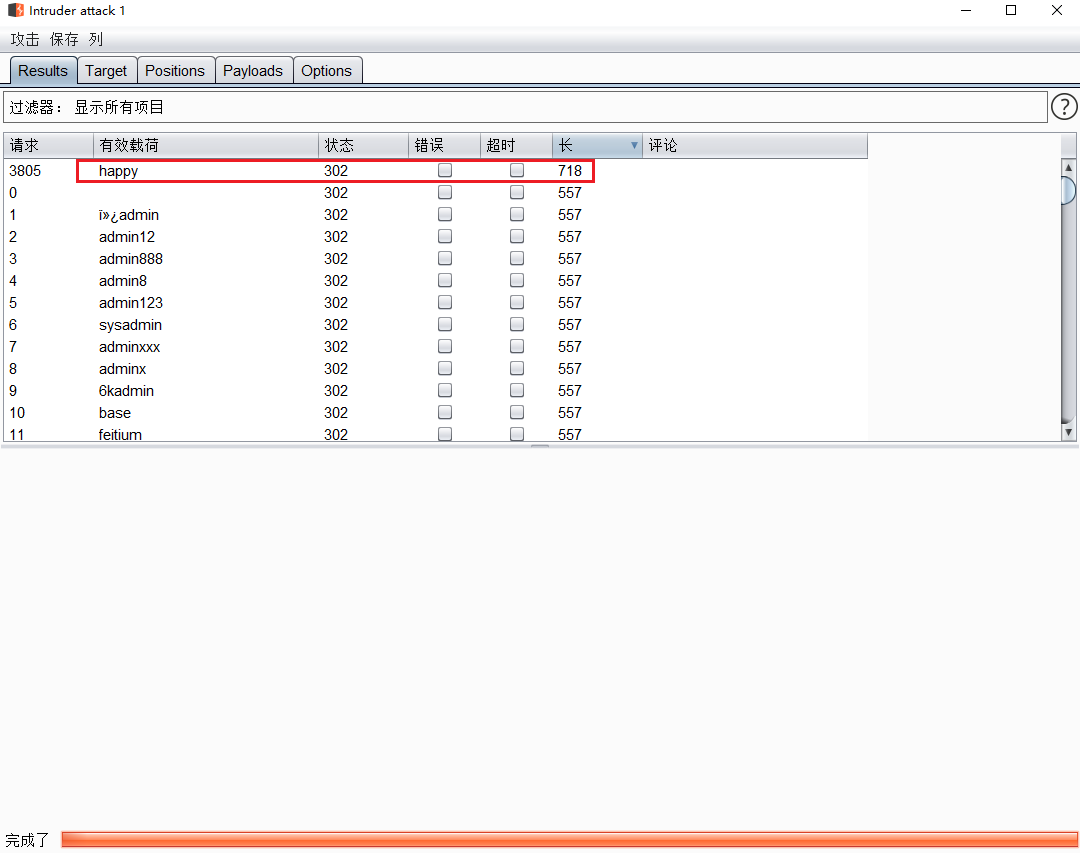 Intruder attack 1
攻击 保存 列
Results Target Positions Payloads Options
过滤器： 显示所有项目 ?
请求 有效载荷 状态 错误 超时 长 评论
3805 happy 302 718
0 302 557
1 ï»¿admin 302 557
2 admin12 302 557
3 admin888 302 557
4 admin8 302 557
5 admin123 302 557
6 sysadmin 302 557
7 adminxxx 302 557
8 adminx 302 557
9 6kadmin 302 557
10 base 302 557
11 feitium 302 557
完成了